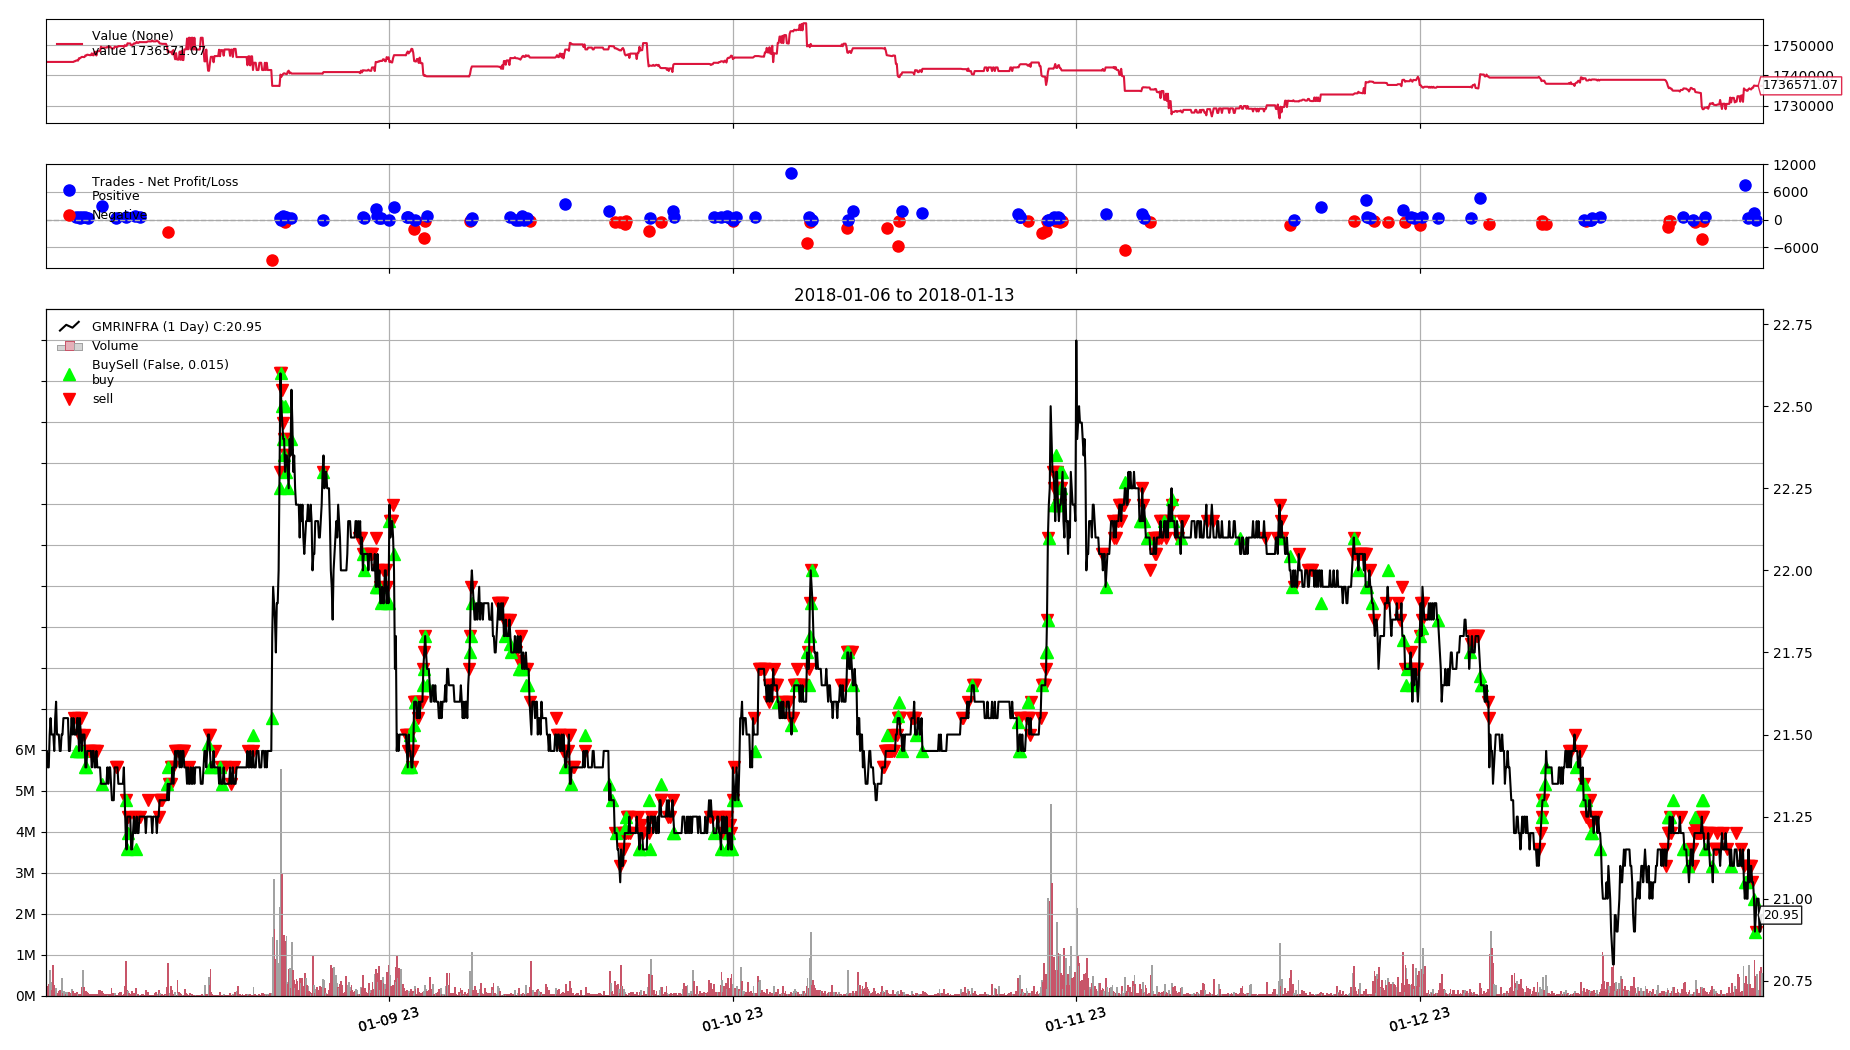 Value (None)
value 1736571.07
1750000
1740000
1736571.07
1730000
12000
6000
0
−6000
Trades - Net Profit/Loss
Positive
Negative
2018-01-06 to 2018-01-13
GMRINFRA (1 Day) C:20.95
Volume
BuySell (False, 0.015)
buy
sell
22.75
22.50
22.25
22.00
21.75
21.50
21.25
21.00
20.95
20.75
6M
5M
4M
3M
2M
1M
0M
01-09 23
01-10 23
01-11 23
01-12 23